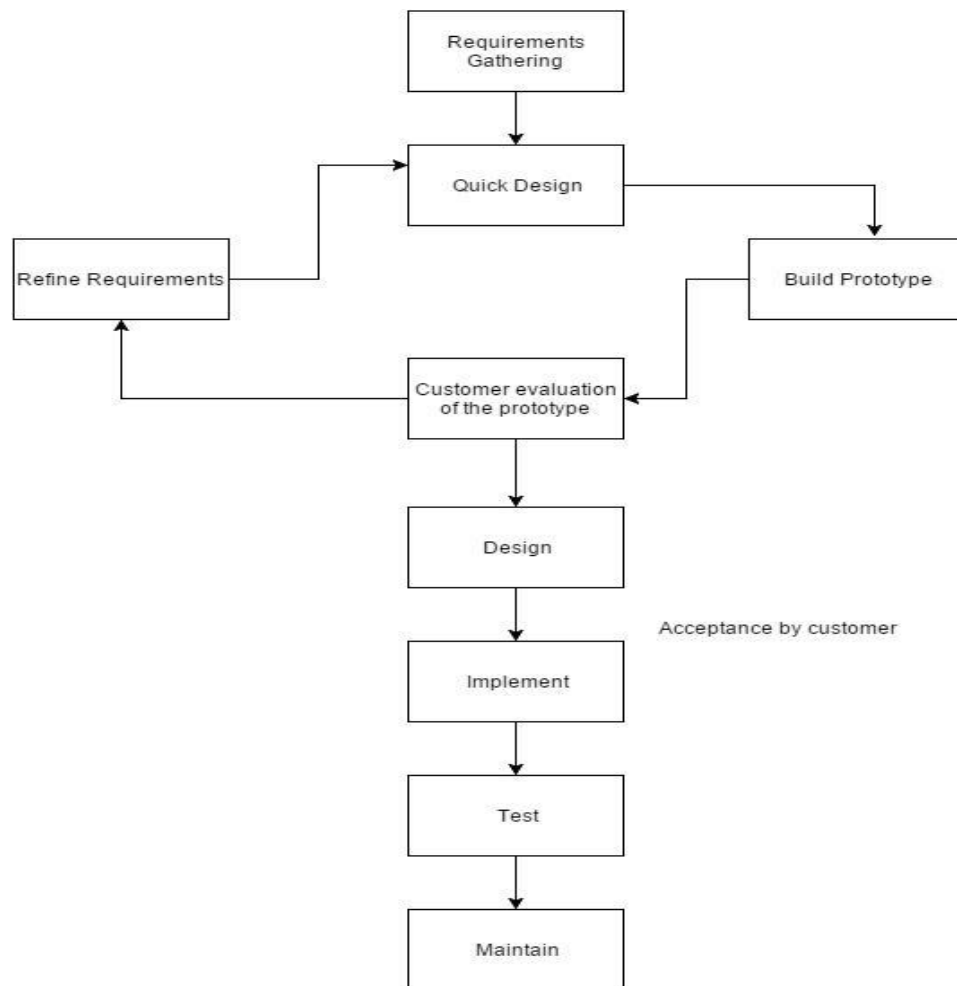 Requirements
Gathering
Quick Design
Refine Requirements
Build Prototype
Customer evaluation
of the prototype
Design
Acceptance by customer
Implement
Test
Maintain